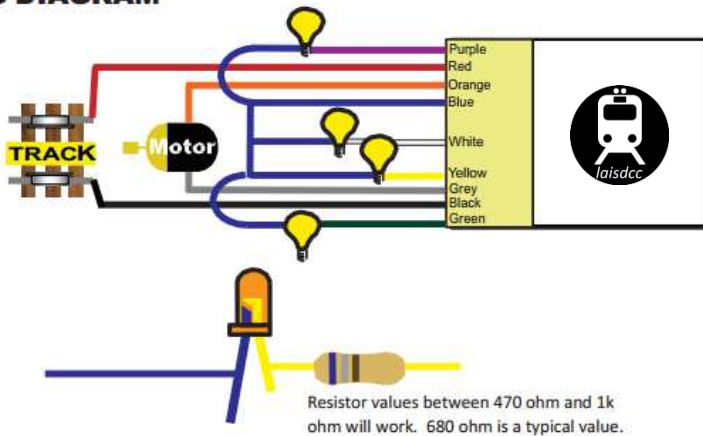 Purple
Red
Orange
Blue
White
Yellow
Grey
Black
Green
TRACK
Motor
laisdcc
Resistor values between 470 ohm and 1k
ohm will work. 680 ohm is a typical value.